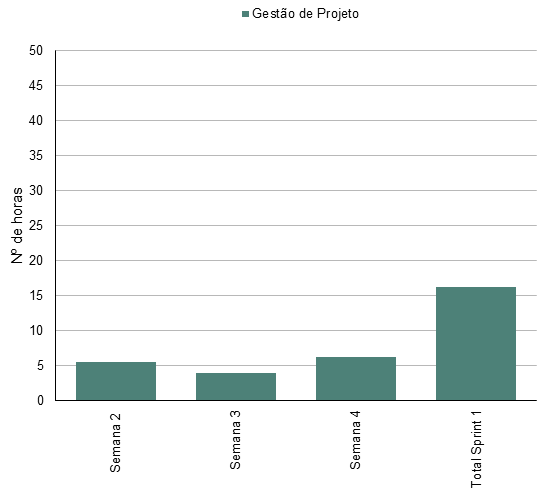 Gestão de Projeto
50
45
40
35
30
25
20
15
10
5
0
Nº de horas
Semana 2
Semana 3
Semana 4
Total Sprint 1